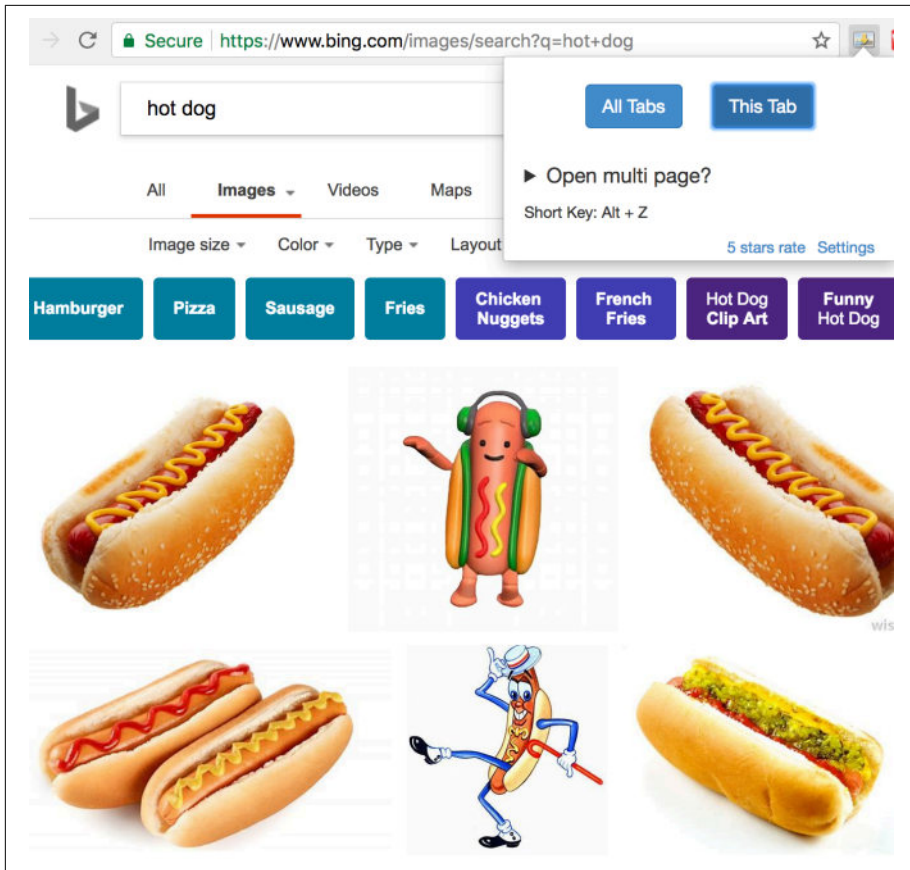 Secure https://www.bing.com/images/search?q=hot+dog
hot dog
All Tabs This Tab
Open multi page?
Short Key: Alt + Z
5 stars rate Settings
All Images Videos Maps
Image size Color Type Layout
Hamburger
Pizza
Sausage
Fries
Chicken
Nuggets
French
Fries
Hot Dog
Clip Art
Funny
Hot Dog
wis